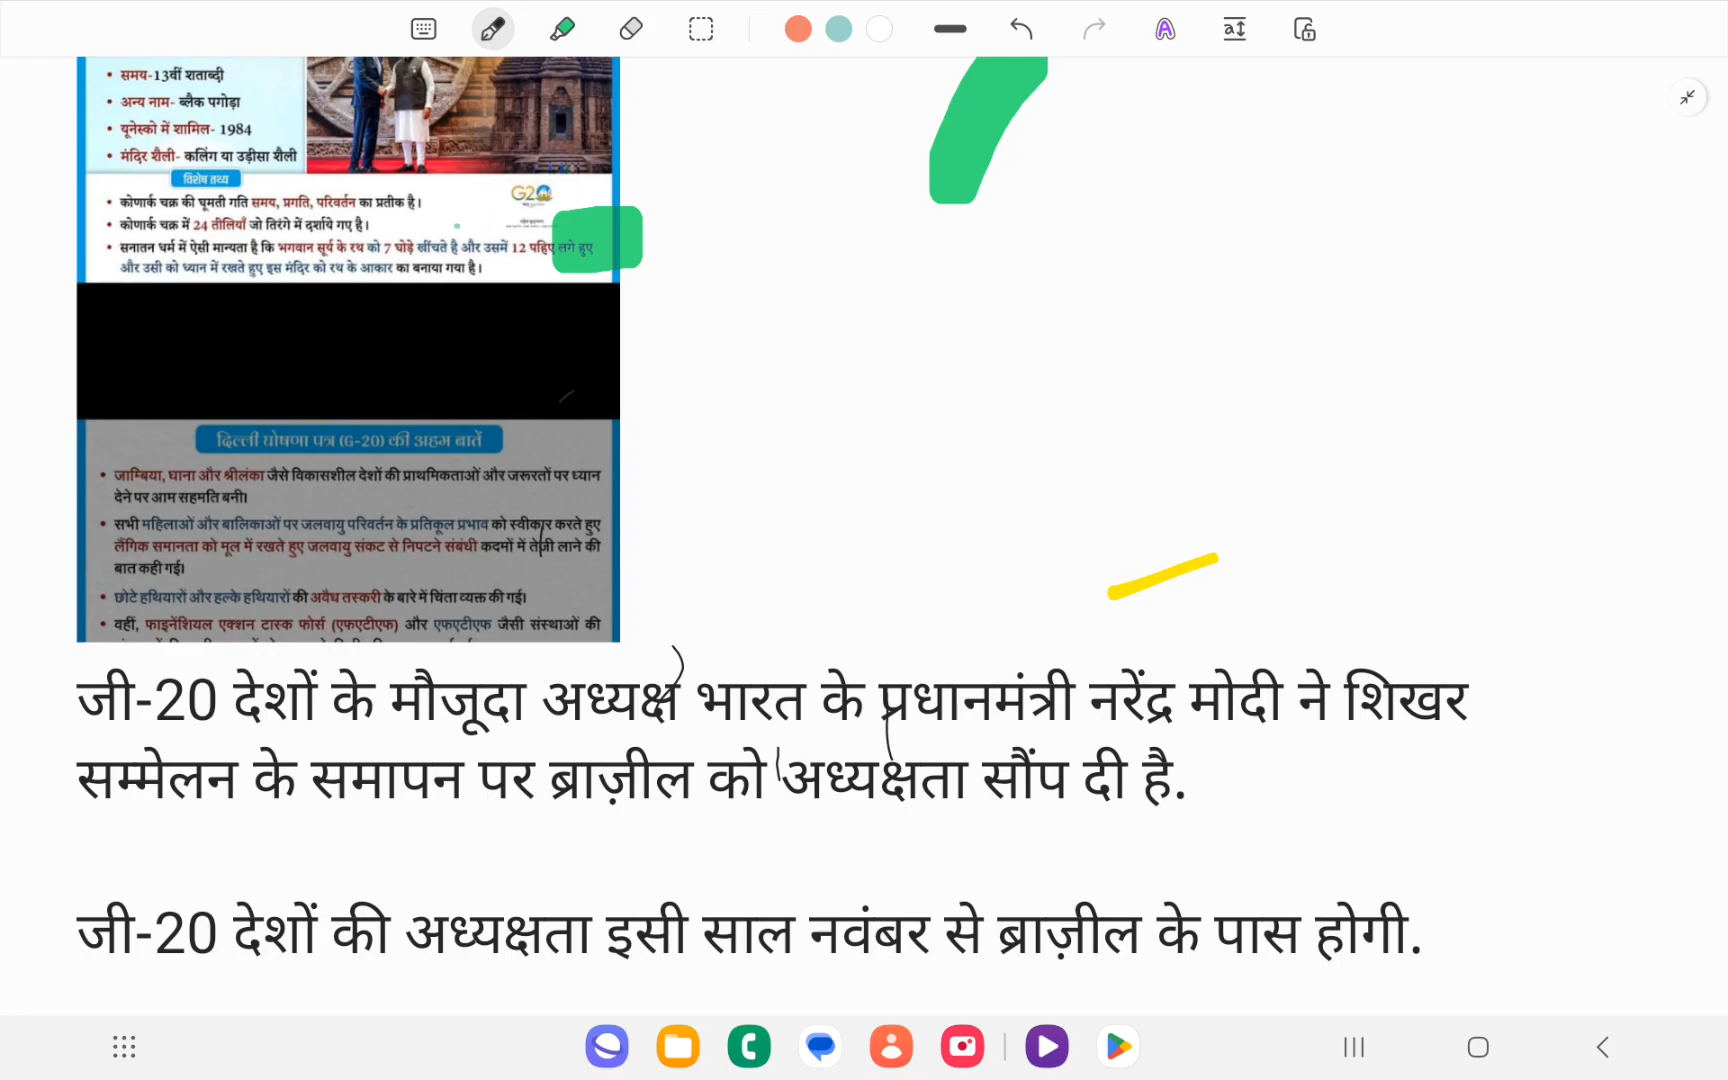 समय-13वीं शताब्दी
अन्य नाम- ब्लैक पगोड़ा
यूनेस्को में शामिल- 1984
मंदिर शैली- कलिंग या उड़ीसा शैली
विशेष तथ्य
G20
कोणार्क चक्र की घूमती गति समय, प्रगति, परिवर्तन का प्रतीक है।
कोणार्क चक्र में 24 तीलियाँ जो तिरंगे में दर्शाये गए है।
सनातन धर्म में ऐसी मान्यता है कि भगवान सूर्य के रथ को 7 घोड़े खींचते है और उसमें 12 पहिए लगे हुए
और उसी को ध्यान में रखते हुए इस मंदिर को रथ के आकार का बनाया गया है।
दिल्ली घोषणा पत्र (G-20) की अहम बातें
जाम्बिया, घाना और श्रीलंका जैसे विकासशील देशों की प्राथमिकताओं और जरूरतों पर ध्यान
देने पर आम सहमति बनी।
सभी महिलाओं और बालिकाओं पर जलवायु परिवर्तन के प्रतिकूल प्रभाव को स्वीकार करते हुए
लैंगिक समानता को मूल में रखते हुए जलवायु संकट से निपटने संबंधी कदमों में तेजी लाने की
बात कही गई।
छोटे हथियारों और हल्के हथियारों की अवैध तस्करी के बारे में चिंता व्यक्त की गई।
वहीं, फाइनेंशियल एक्शन टास्क फोर्स (एफएटीएफ) और एफएटीएफ जैसी संस्थाओं की
जी-20 देशों के मौजूदा अध्यक्ष भारत के प्रधानमंत्री नरेंद्र मोदी ने शिखर
सम्मेलन के समापन पर ब्राज़ील को अध्यक्षता सौंप दी है.
जी-20 देशों की अध्यक्षता इसी साल नवंबर से ब्राज़ील के पास होगी.